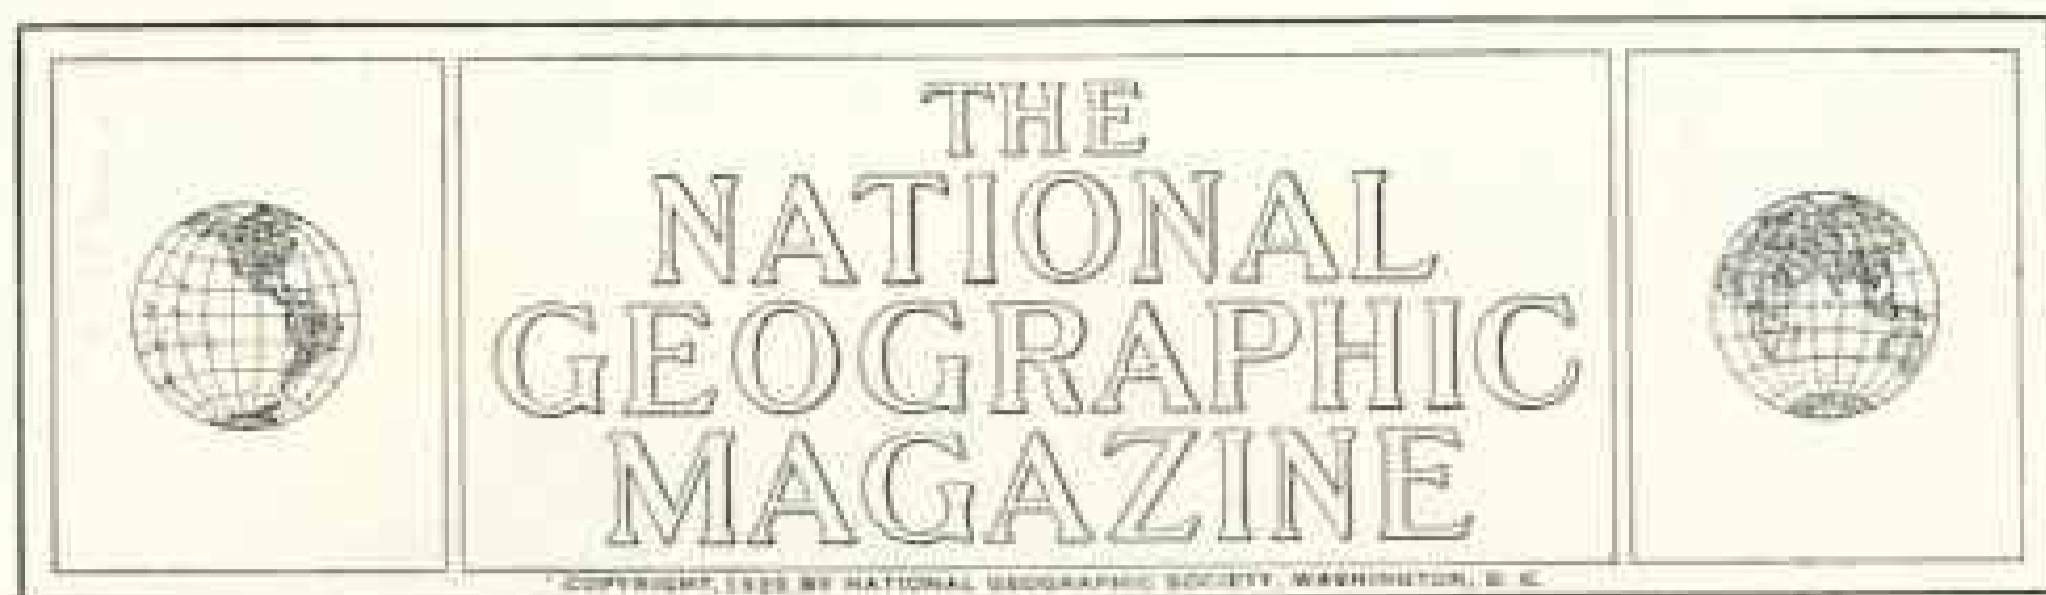 THE
NATIONAL
GEOGRAPHIC
MAGAZINE
COPYRIGHT, BY NATIONAL GEOGRAPHIC SOCIETY, WASHINGTON, D. C.